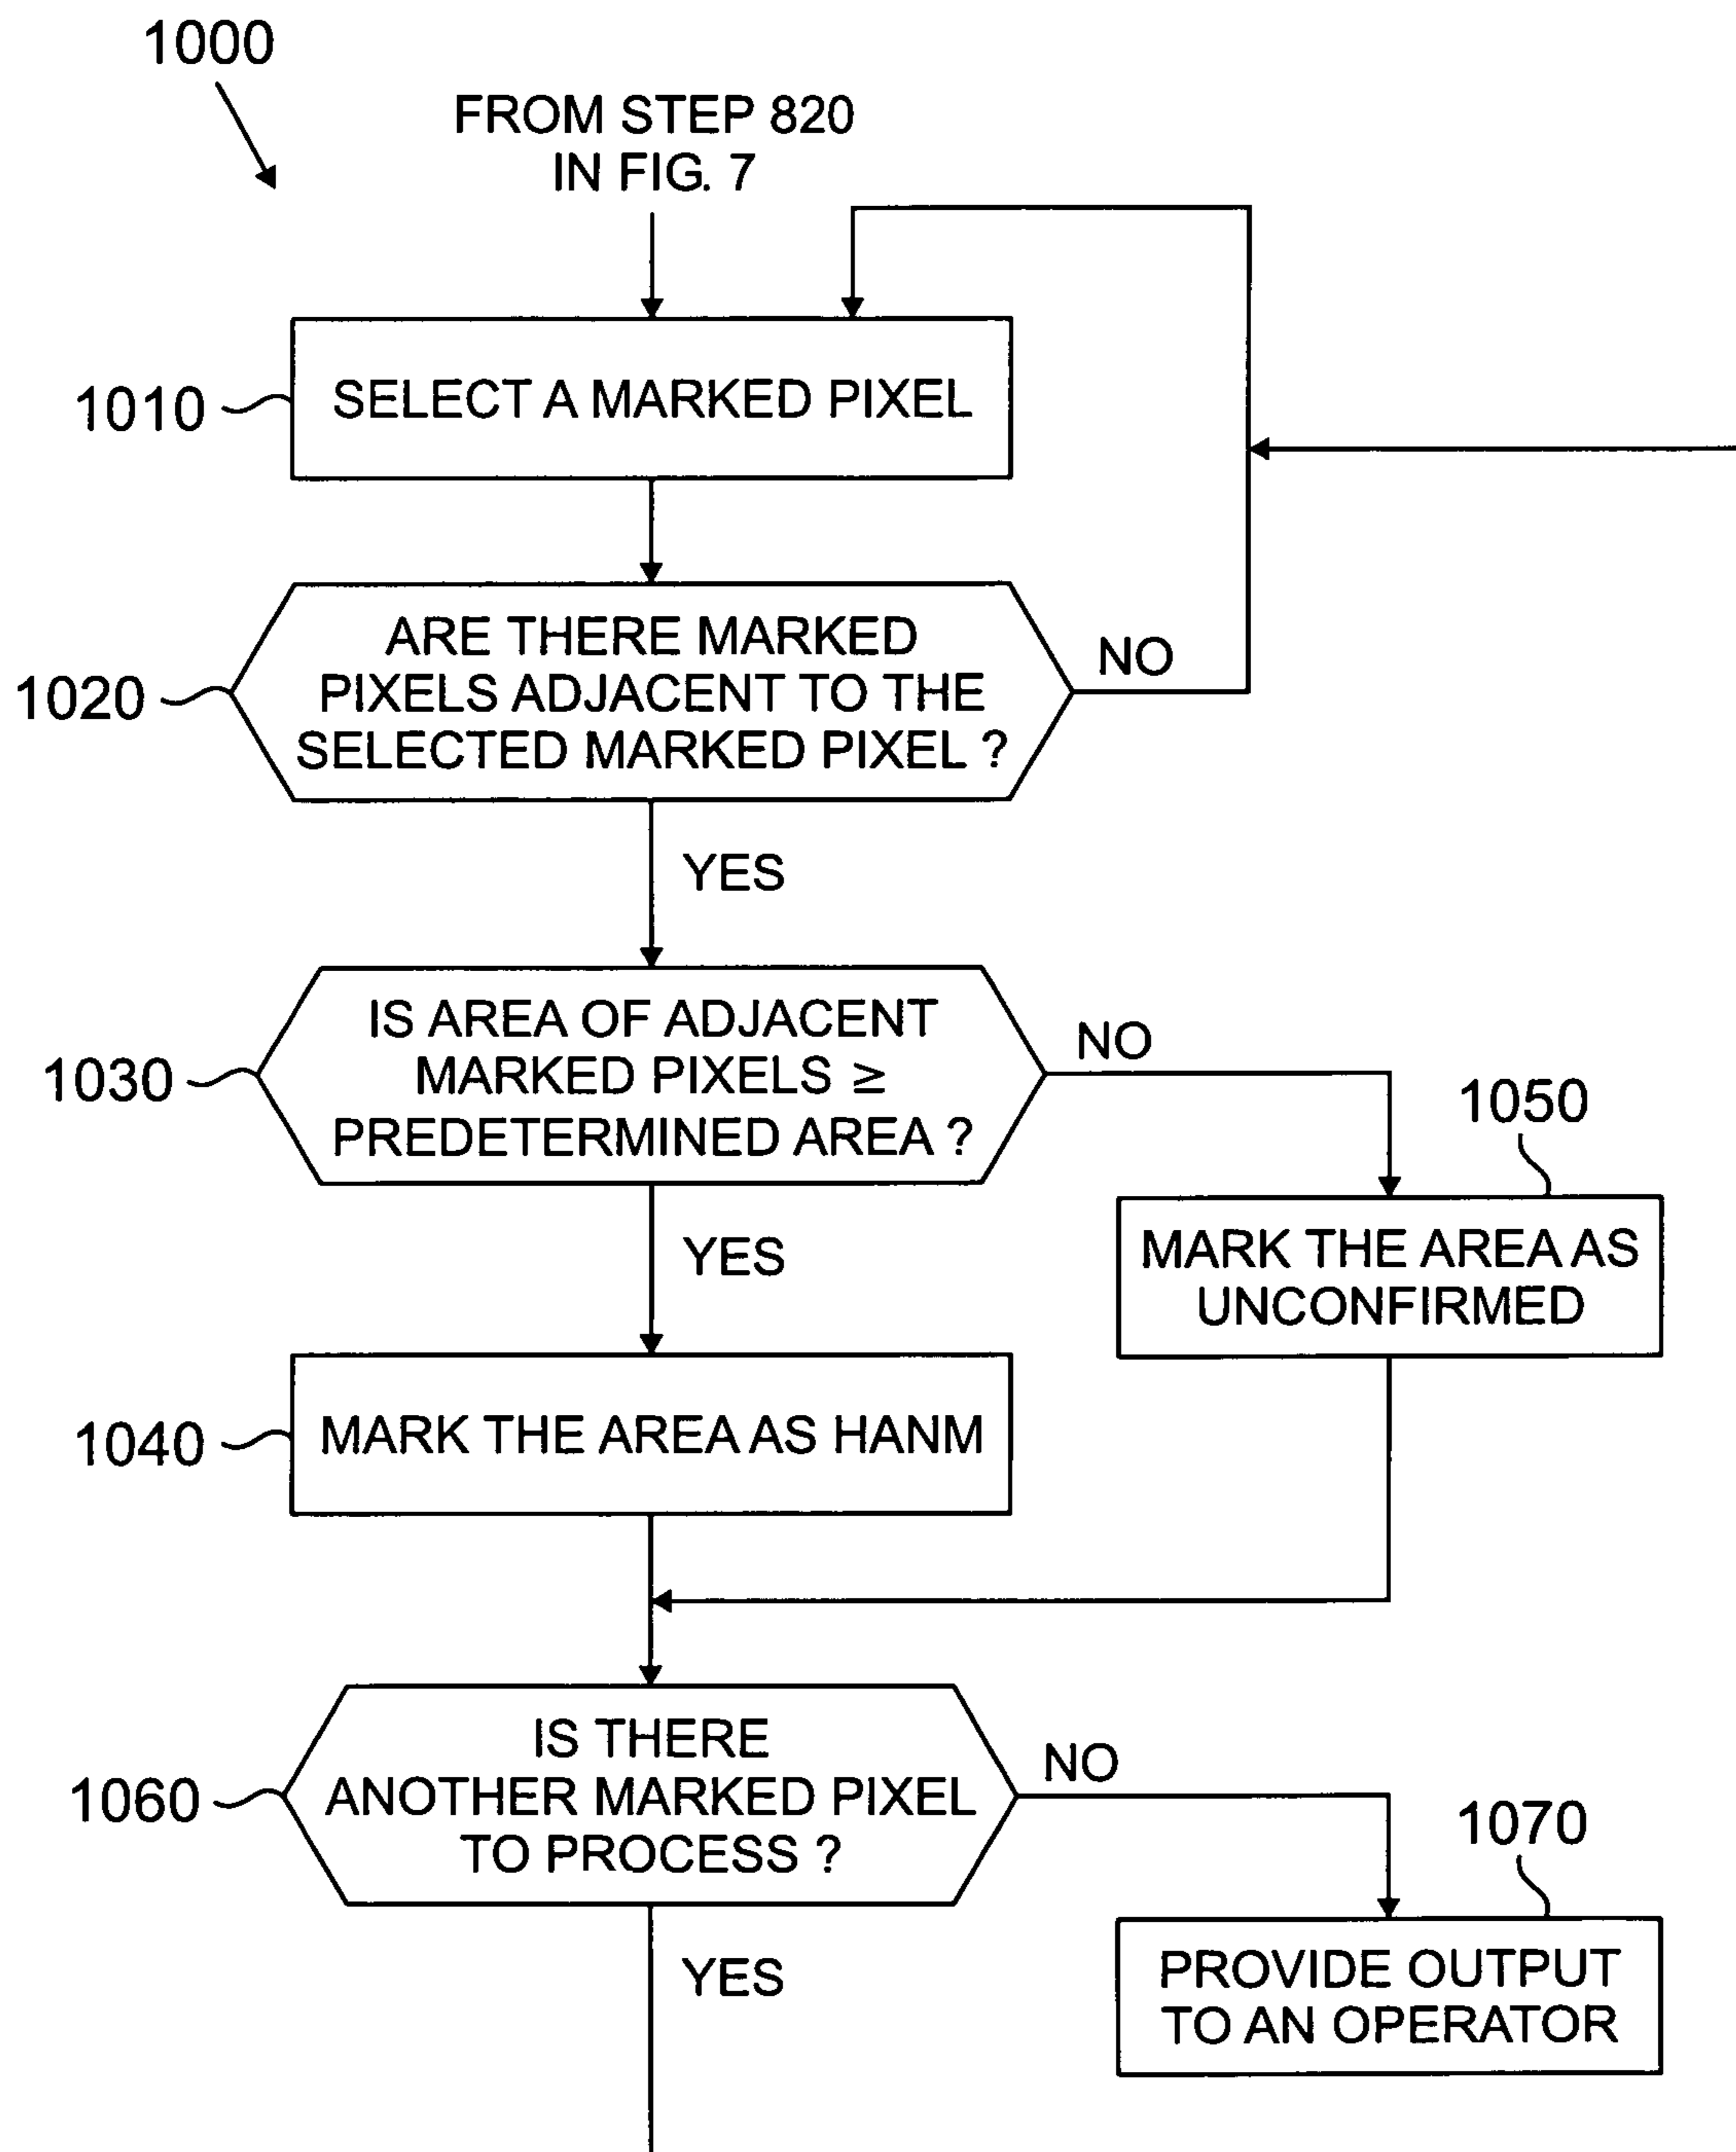 1000
FROM STEP 820
IN FIG. 7
1010
SELECT A MARKED PIXEL
1020
ARE THERE MARKED
PIXELS ADJACENT TO THE
SELECTED MARKED PIXEL ?
NO
YES
1030
IS AREA OF ADJACENT
MARKED PIXELS ≥
PREDETERMINED AREA ?
NO
1050
MARK THE AREA AS
UNCONFIRMED
YES
1040
MARK THE AREA AS HANM
1060
IS THERE
ANOTHER MARKED PIXEL
TO PROCESS ?
NO
1070
PROVIDE OUTPUT
TO AN OPERATOR
YES